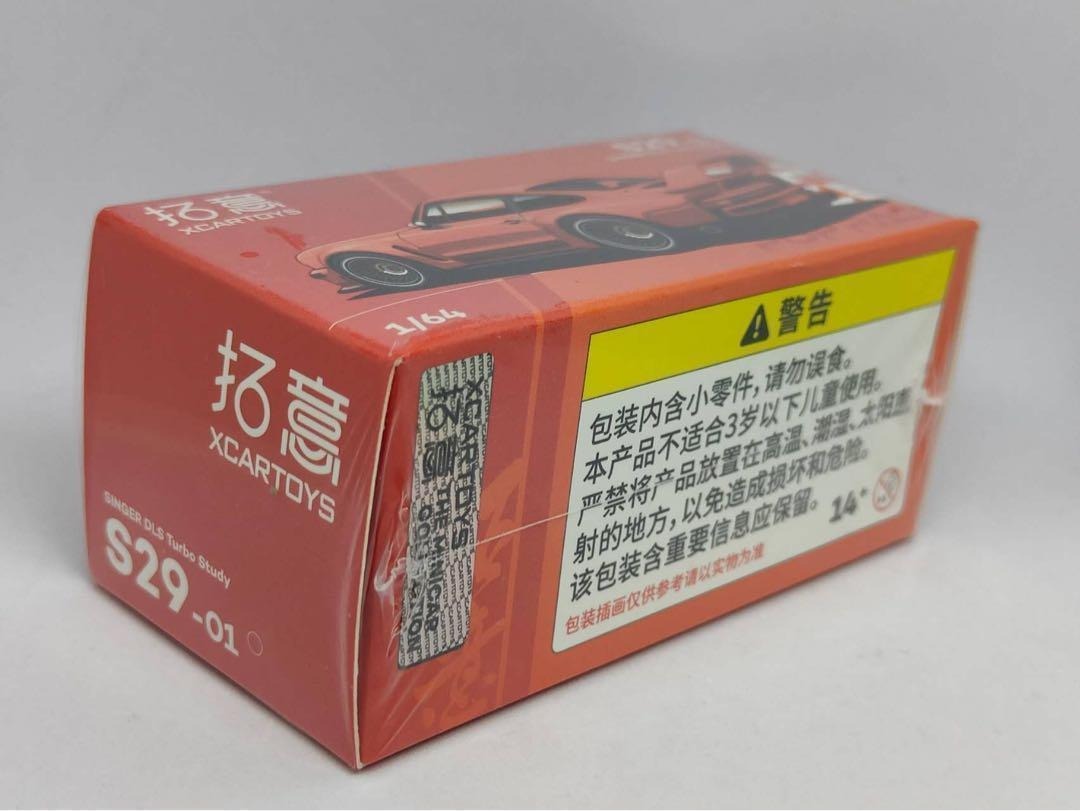 拓意
XCARTOYS
1/64
S29
拓意
XCARTOYS
SINGER DLS Turbo Study
S29 -01
XCARTOYS
拓意 THE MINI CAR
警告
包装内含小零件，请勿误食。
本产品不适合3岁以下儿童使用。
严禁将产品放置在高温、潮湿、太阳直
射的地方，以免造成损坏和危险。
该包装含重要信息应保留。 14+
包装插画仅供参考请以实物为准